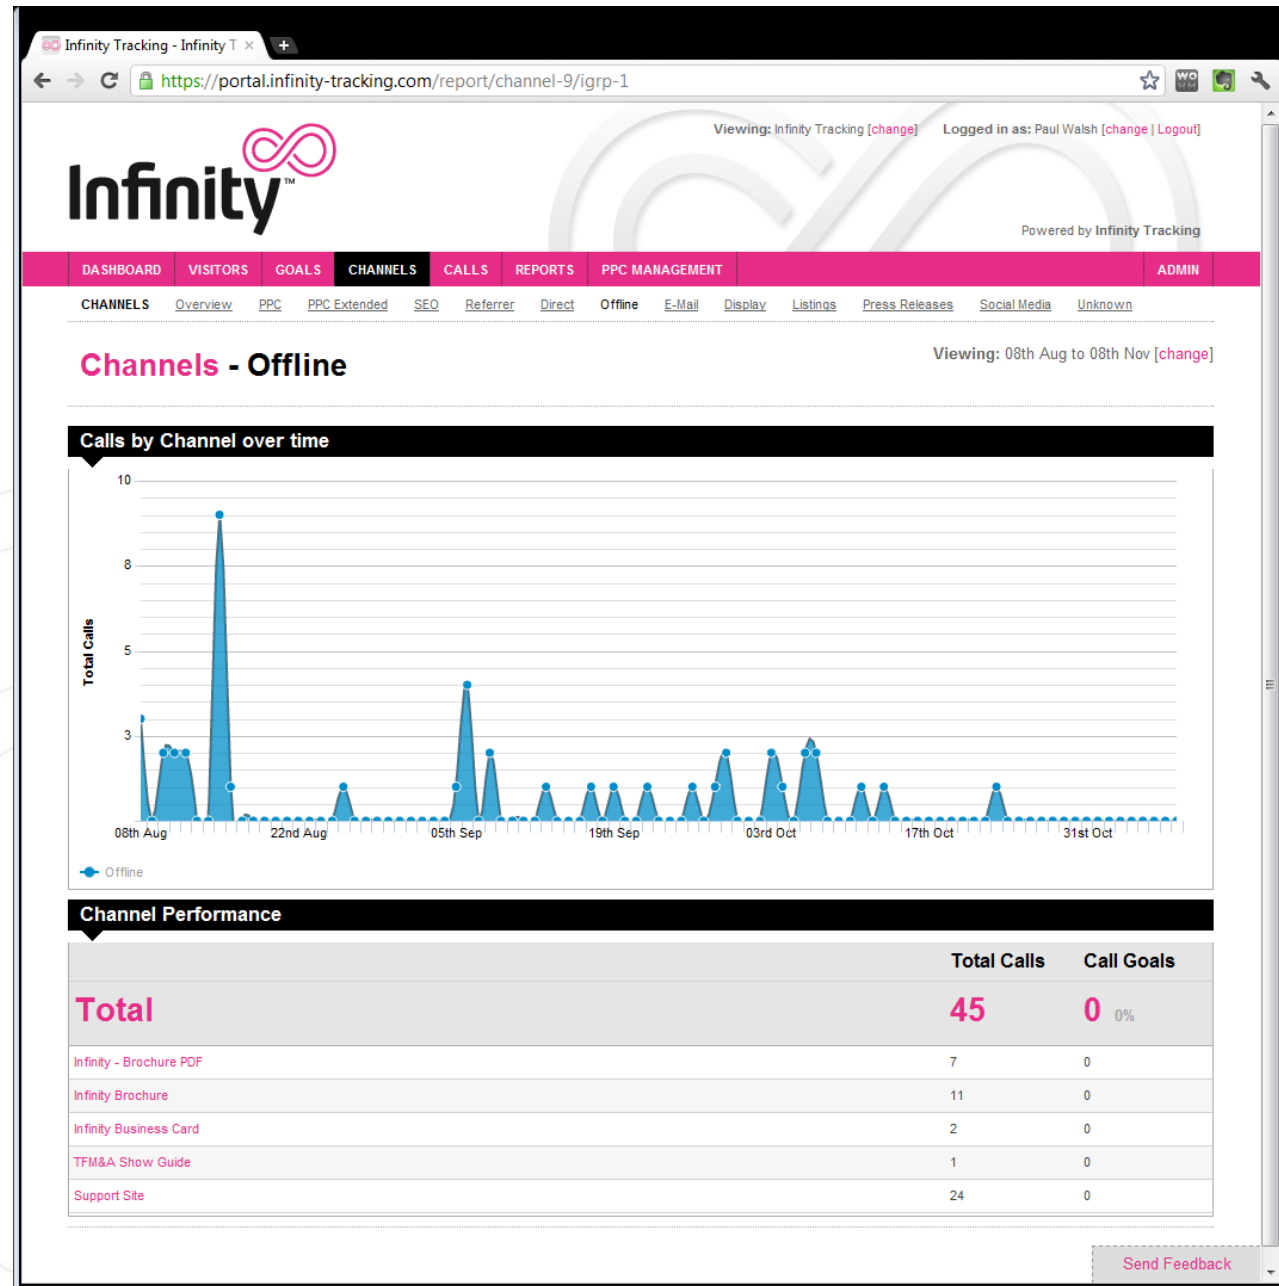 Infinity Tracking - Infinity T
https://portal.infinity-tracking.com/report/channel-9/igrp-1
WO
Viewing: Infinity Tracking [change] Logged in as: Paul Walsh [change | Logout]
Infinity™
Powered by Infinity Tracking
DASHBOARD VISITORS GOALS CHANNELS CALLS REPORTS PPC MANAGEMENT ADMIN
CHANNELS Overview PPC PPC Extended SEO Referrer Direct Offline E-Mail Display Listings Press Releases Social Media Unknown
Channels - Offline
Viewing: 08th Aug to 08th Nov [change]
Calls by Channel over time
10
8
5
3
Total Calls
08th Aug 22nd Aug 05th Sep 19th Sep 03rd Oct 17th Oct 31st Oct
Offline
Channel Performance
Total Calls Call Goals
Total 45 0 0%
Infinity - Brochure PDF 7 0
Infinity Brochure 11 0
Infinity Business Card 2 0
TFM&A Show Guide 1 0
Support Site 24 0
Send Feedback